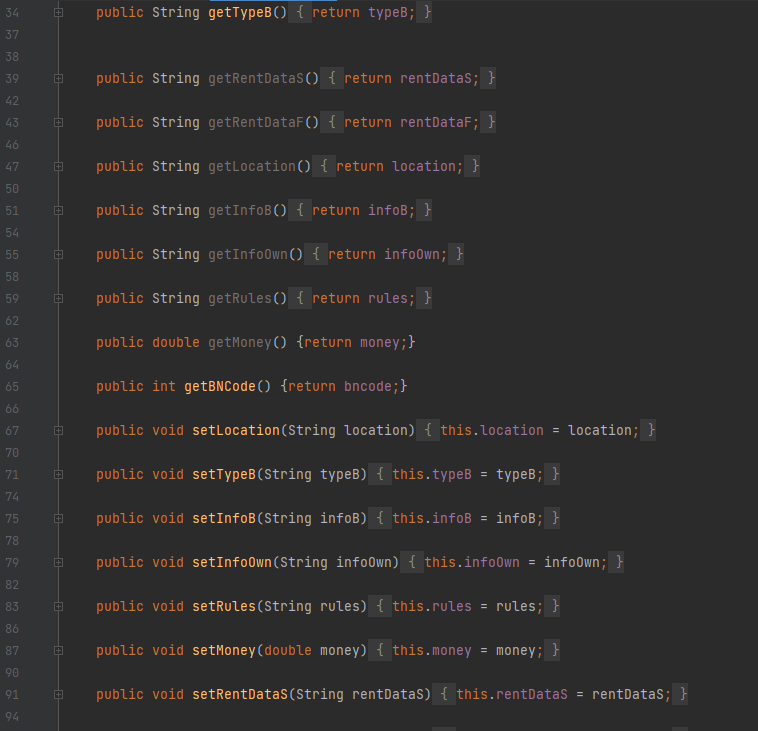 34 public String getTypeB() { return typeB; }
37
38
39 public String getRentDataS() { return rentDataS; }
42
43 public String getRentDataF() { return rentDataF; }
46
47 public String getLocation() { return location; }
50
51 public String getInfoB() { return infoB; }
54
55 public String getInfoOwn() { return infoOwn; }
58
59 public String getRules() { return rules; }
62
63 public double getMoney() {return money;}
64
65 public int getBNCode() {return bncode;}
66
67 public void setLocation(String location) { this.location = location; }
70
71 public void setTypeB(String typeB) { this.typeB = typeB; }
74
75 public void setInfoB(String infoB) { this.infoB = infoB; }
78
79 public void setInfoOwn(String infoOwn) { this.infoOwn = infoOwn; }
82
83 public void setRules(String rules) { this.rules = rules; }
86
87 public void setMoney(double money) { this.money = money; }
90
91 public void setRentDataS(String rentDataS) { this.rentDataS = rentDataS; }
94